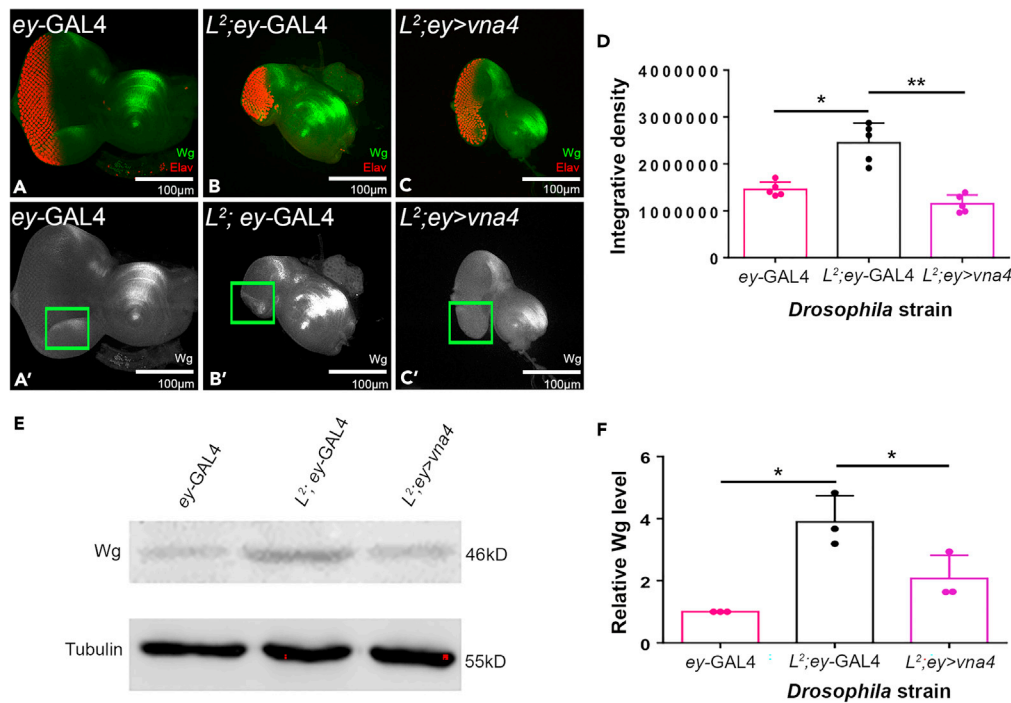 ey-GAL4
L²;ey-GAL4
L²;ey>vna4
Wg
Elav
100µm
A
Wg
Elav
100µm
B
Wg
Elav
100µm
C
ey-GAL4
L²; ey-GAL4
L²;ey>vna4
Wg
100µm
A'
Wg
100µm
B'
Wg
100µm
C'
D
Integrative density
4000000
3000000
2000000
1000000
0
*
**
ey-GAL4
L²;ey-GAL4
L²;ey>vna4
Drosophila strain
E
ey-GAL4
L²; ey-GAL4
L²;ey>vna4
Wg
46kD
Tubulin
55kD
F
Relative Wg level
6
4
2
0
*
*
ey-GAL4
L²;ey-GAL4
L²;ey>vna4
Drosophila strain